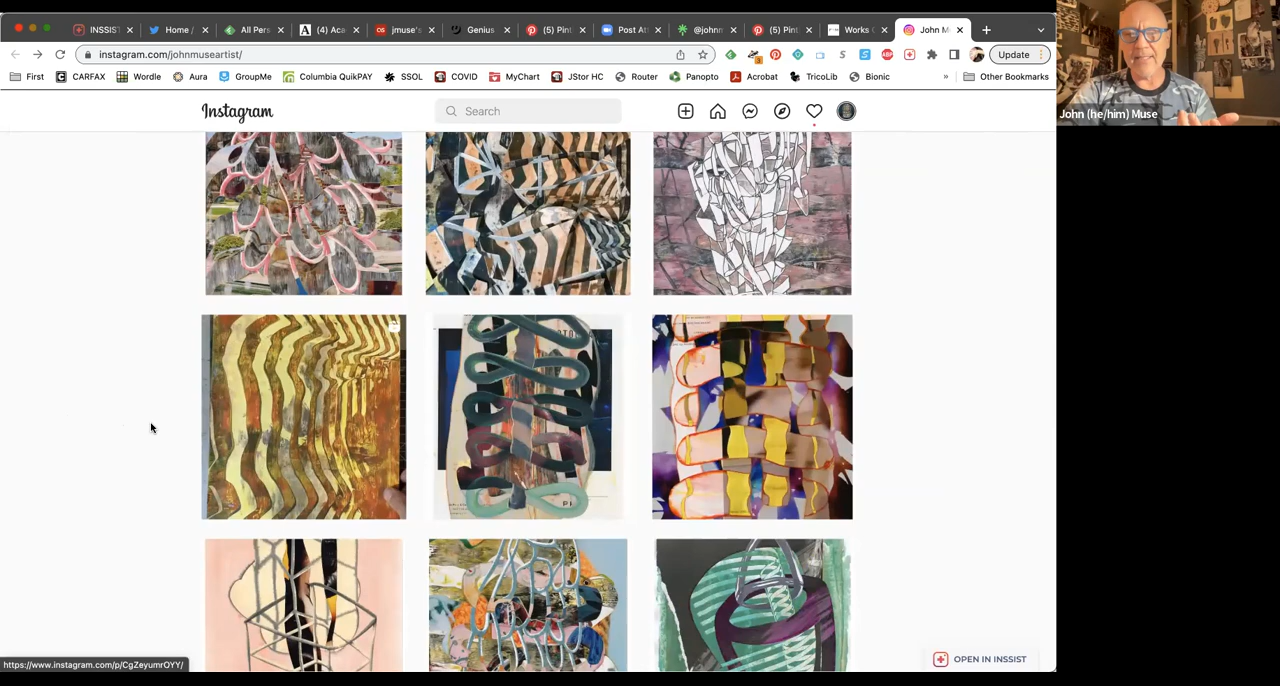 INSSIST
Twitter
Home /
All Pers
(4) Aca
jmuse's
Genius
(5) Pint
Post At
@johnn
(5) Pint
Works
John M
instagram.com/johnmuseartist/
Update
First CARFAX Wordle Aura GroupMe Columbia QuikPAY SSOL COVID MyChart JStor HC Router Panopto Acrobat TricoLib Bionic » Other Bookmarks
John (he/him) Muse
Instagram
Search
OPEN IN INSSIST
https://www.instagram.com/p/CgZeyumrOYY/